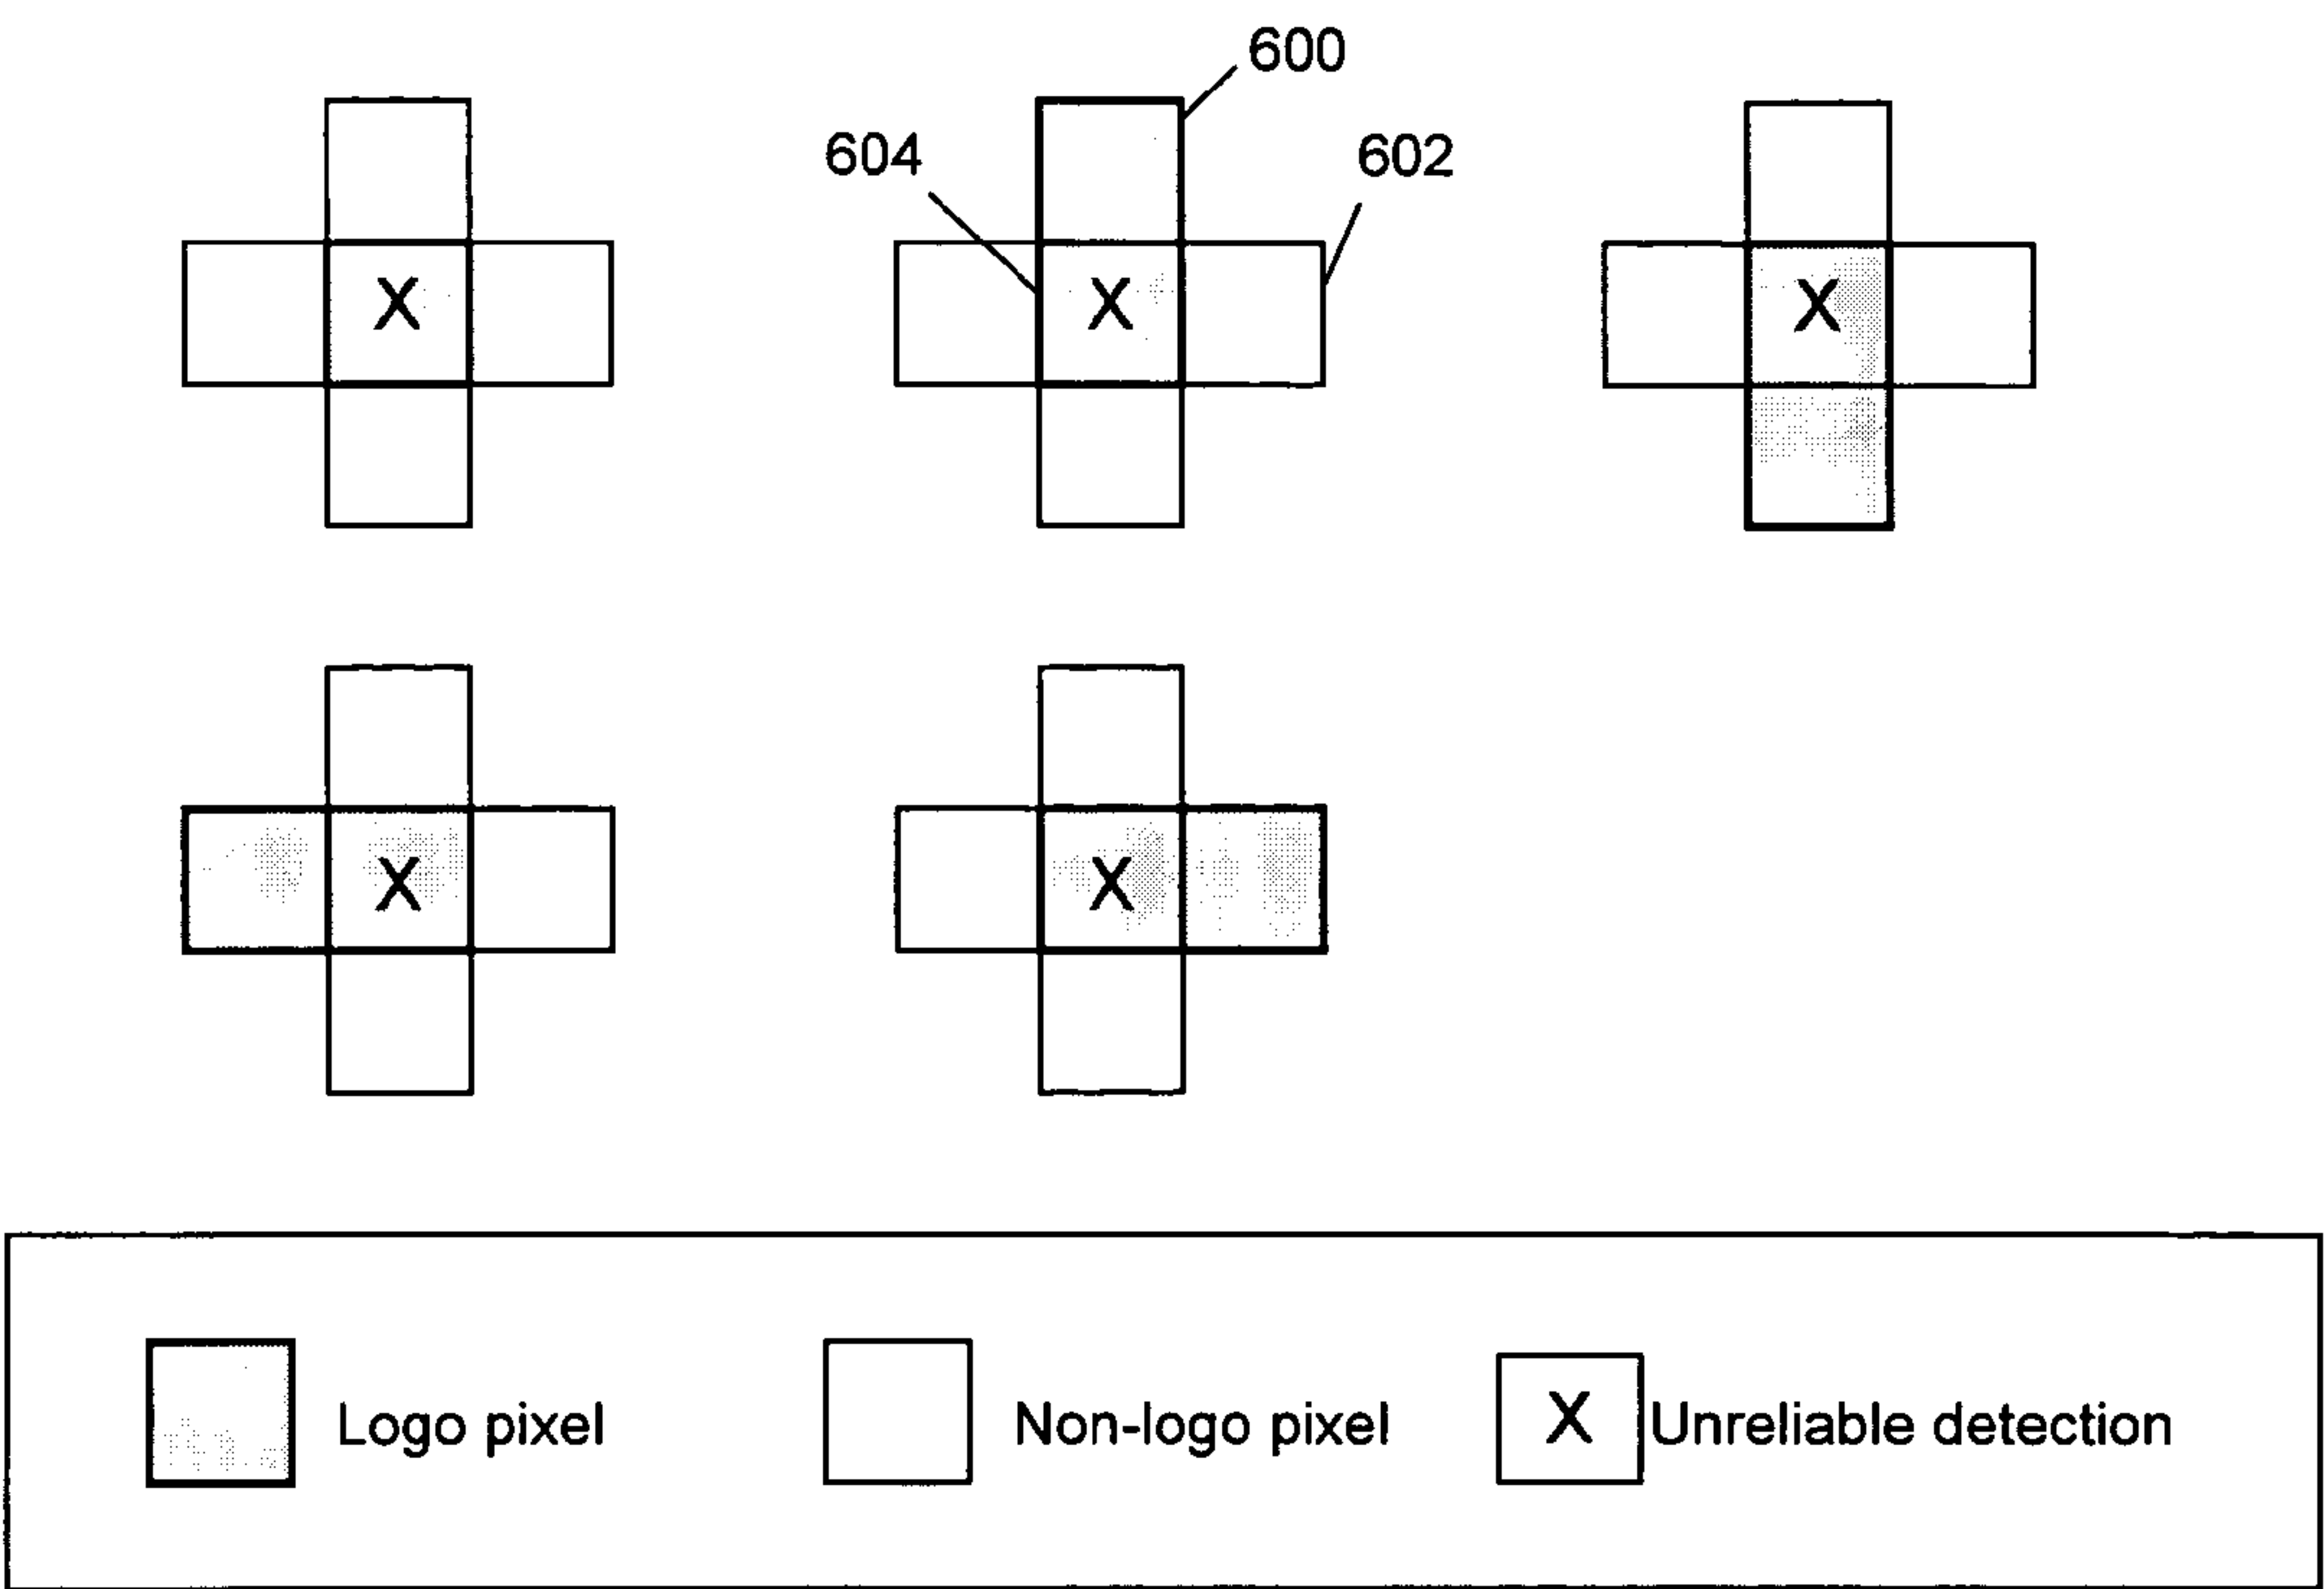 600
604
602
X
X
X
X
X
Logo pixel
Non-logo pixel
X
Unreliable detection